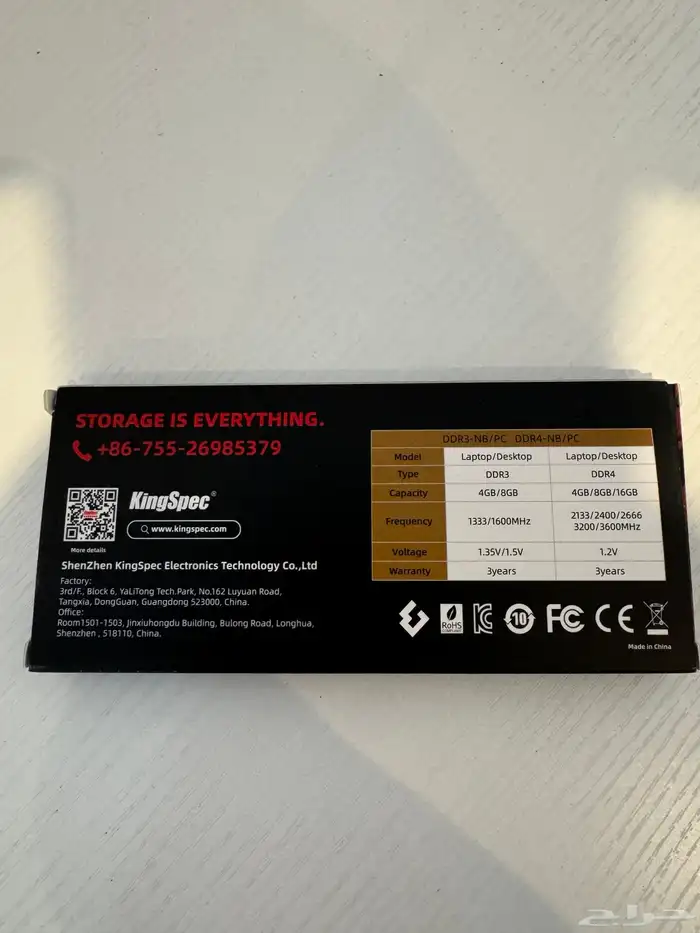 STORAGE IS EVERYTHING.
+86-755-26985379
KingSpec®
www.kingspec.com
More details
ShenZhen KingSpec Electronics Technology Co.,Ltd
Factory:
3rd/F., Block 6, YaLiTong Tech.Park, No.162 Luyuan Road,
Tangxia, DongGuan, Guangdong 523000, China.
Office:
Room1501-1503, Jinxiuhongdu Building, Bulong Road, Longhua,
Shenzhen , 518110, China.
DDR3-NB/PC DDR4-NB/PC
Model Laptop/Desktop Laptop/Desktop
Type DDR3 DDR4
Capacity 4GB/8GB 4GB/8GB/16GB
Frequency 1333/1600MHz 2133/2400/2666
3200/3600MHz
Voltage 1.35V/1.5V 1.2V
Warranty 3years 3years
RoHS
COMPLIANT
10
FC CE
Made in China
حراج